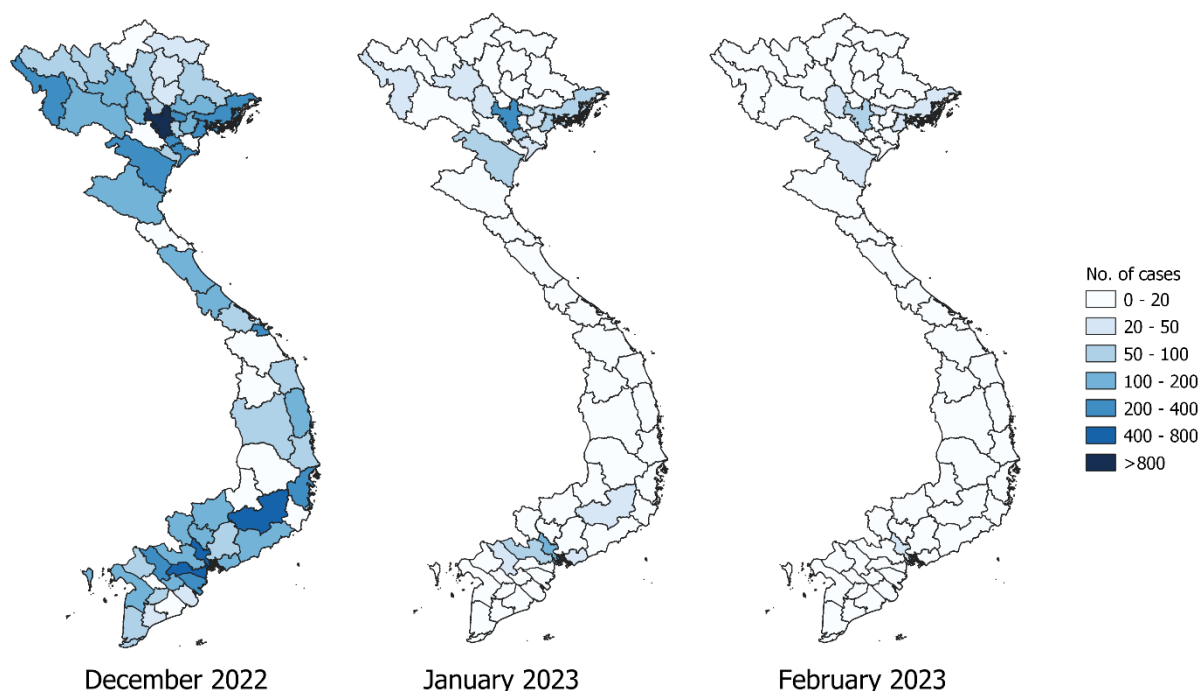 No. of cases
0 - 20
20 - 50
50 - 100
100 - 200
200 - 400
400 - 800
>800
December 2022
January 2023
February 2023